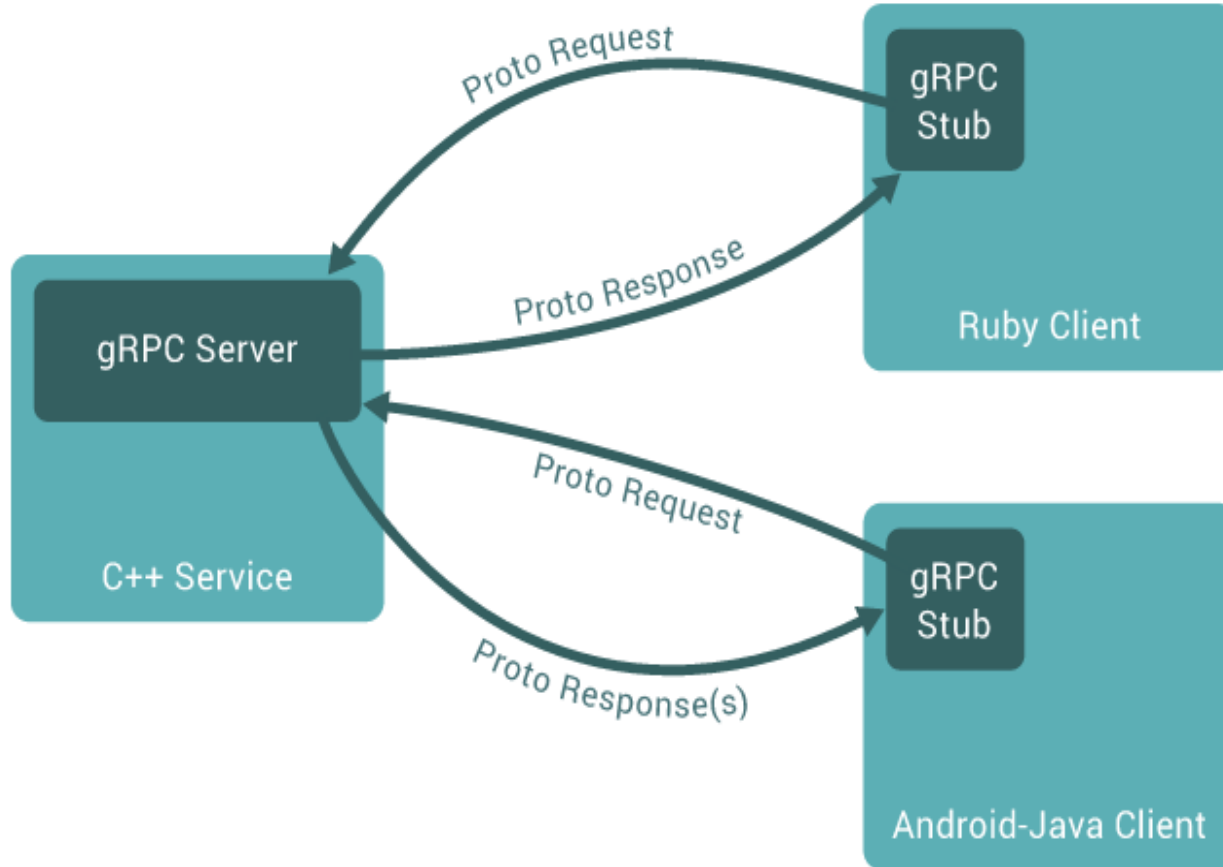 Proto Request
gRPC
Stub
Proto Response
Ruby Client
gRPC Server
Proto Request
C++ Service
gRPC
Stub
Proto Response(s)
Android-Java Client